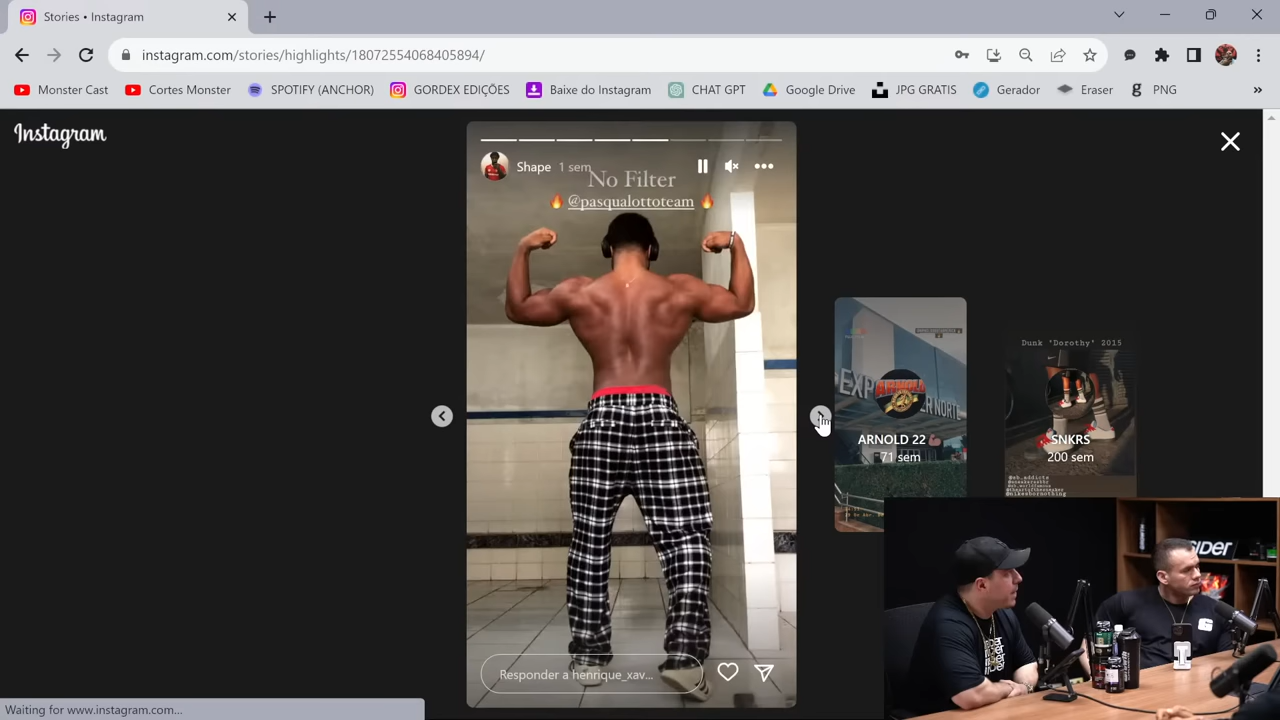 Stories • Instagram
instagram.com/stories/highlights/18072554068405894/
Monster Cast
Cortes Monster
SPOTIFY (ANCHOR)
GORDEX EDIÇÕES
Baixe do Instagram
CHAT GPT
Google Drive
JPG GRATIS
Gerador
Eraser
PNG
Instagram
Shape 1 sem
No Filter
@pasqualottoteam
Dunk "Dorothy" 2015
ARNOLD
ARNOLD 22
71 sem
SNKRS
200 sem
Responder a henrique_xav...
Waiting for www.instagram.com...